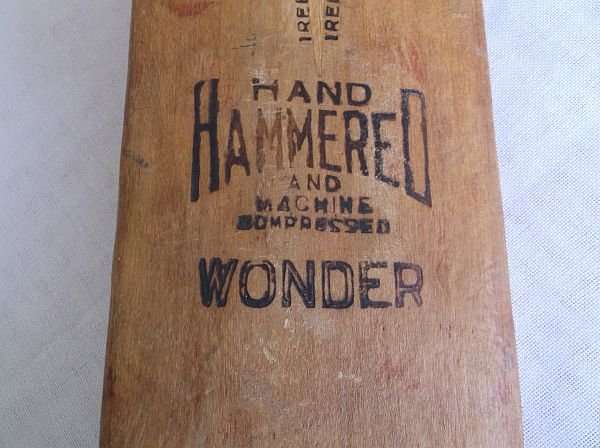 HAND
HAMMERED
AND
MACHINE
COMPRESSED
WONDER